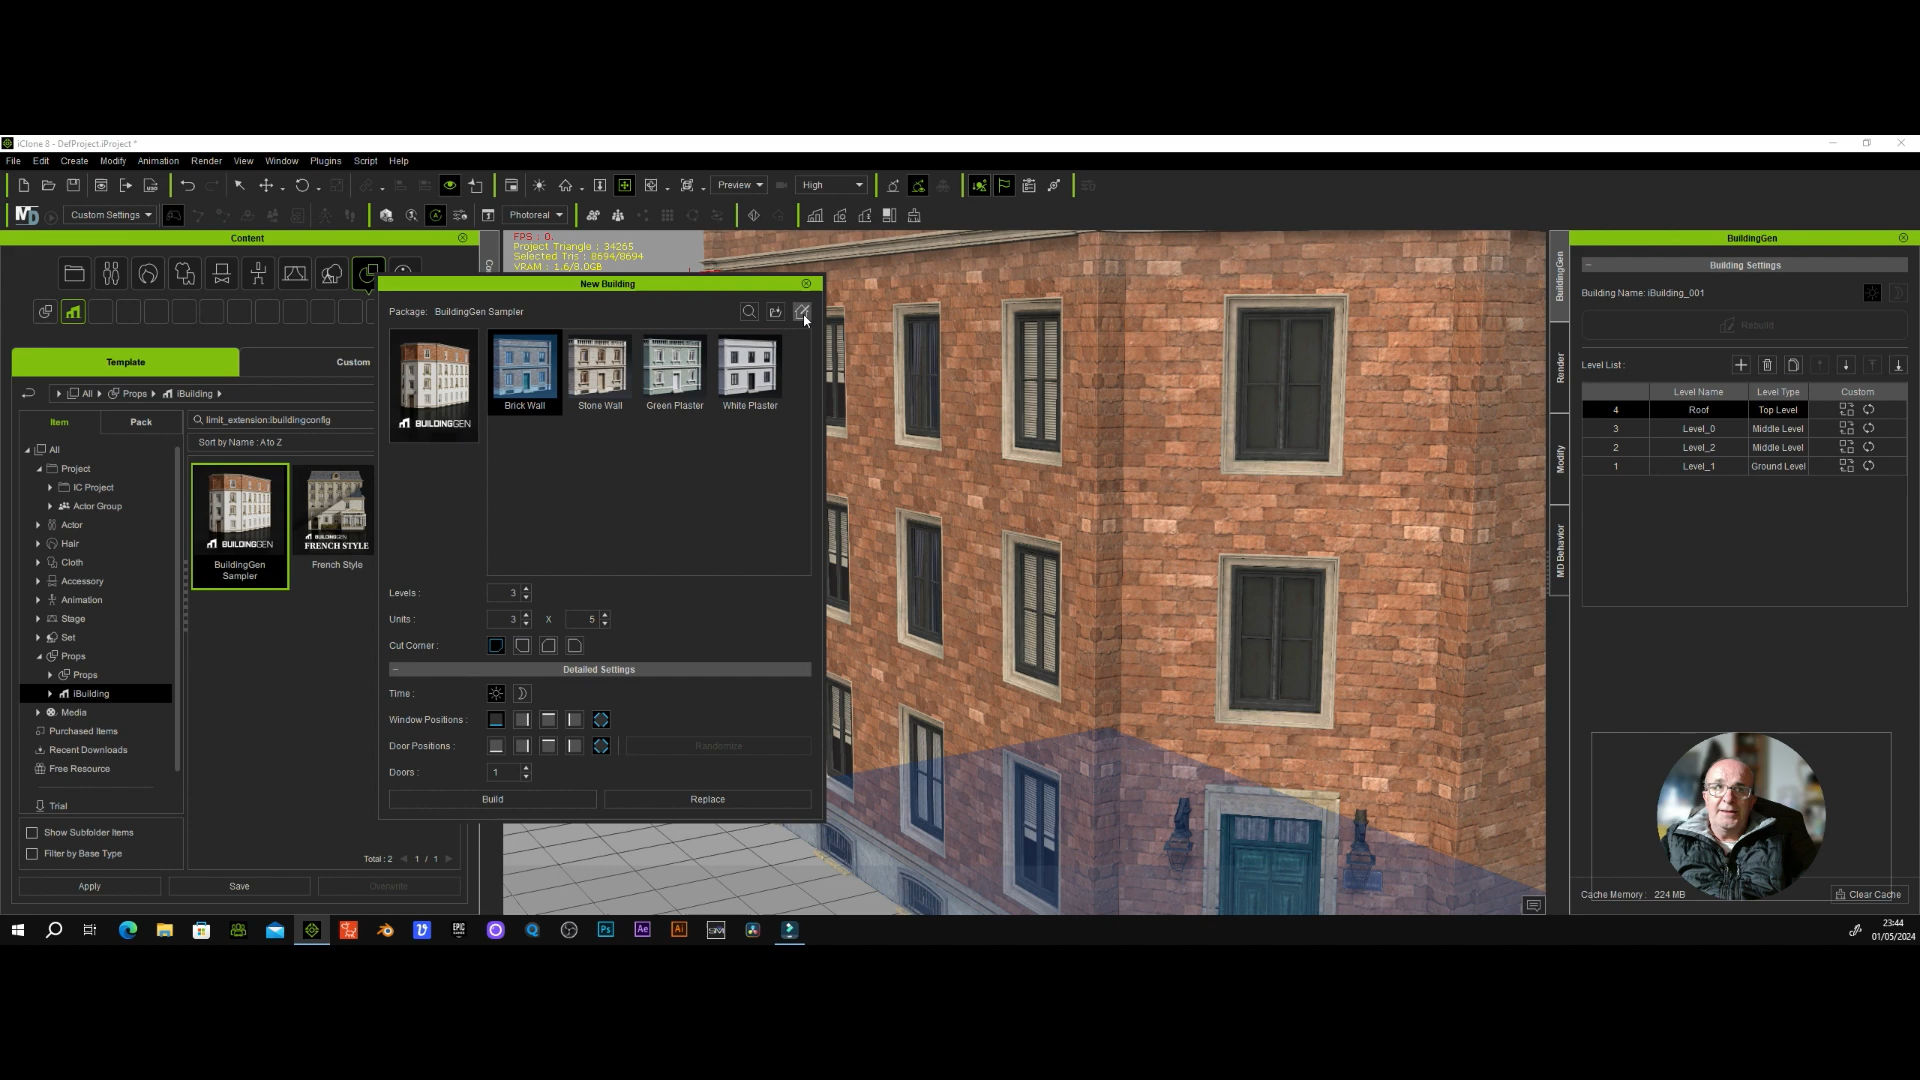 iClone 8 - DefProject.iProject *
File Edit Create Modify Animation Render View Window Plugins Script Help
Preview High
Custom Settings Photoreal
Content
FPS : 0.
Project Triangle : 34265
Selected Tris : 8694/8694
VRAM : 1.6/8.0GB
Template Custom
All Props iBuilding
Item Pack
limit_extension:ibuildingconfig
Sort by Name : A to Z
All
Project
IC Project
Actor Group
Actor
Hair
Cloth
Accessory
Animation
Stage
Set
Props
Props
iBuilding
Media
Purchased Items
Recent Downloads
Free Resource
Trial
Show Subfolder Items
Filter by Base Type
BUILDINGEN
BuildingGen
Sampler
BUILDINGEN
FRENCH STYLE
French Style
Total : 2 1 / 1
Apply Save Overwrite
New Building
Package: BuildingGen Sampler
BUILDINGEN
Brick Wall Stone Wall Green Plaster White Plaster
Levels : 3
Units : 3 X 5
Cut Corner :
Detailed Settings
Time :
Window Positions :
Door Positions : Randomize
Doors : 1
Build Replace
BuildingGen
Render
Modify
MD Behavior
BuildingGen
Building Settings
Building Name: iBuilding_001
Rebuild
Level List :
Level Name Level Type Custom
4 Roof Top Level
3 Level_0 Middle Level
2 Level_2 Middle Level
1 Level_1 Ground Level
Cache Memory : 224 MB Clear Cache
EPIC Ps Ae Ai
23:44
01/05/2024